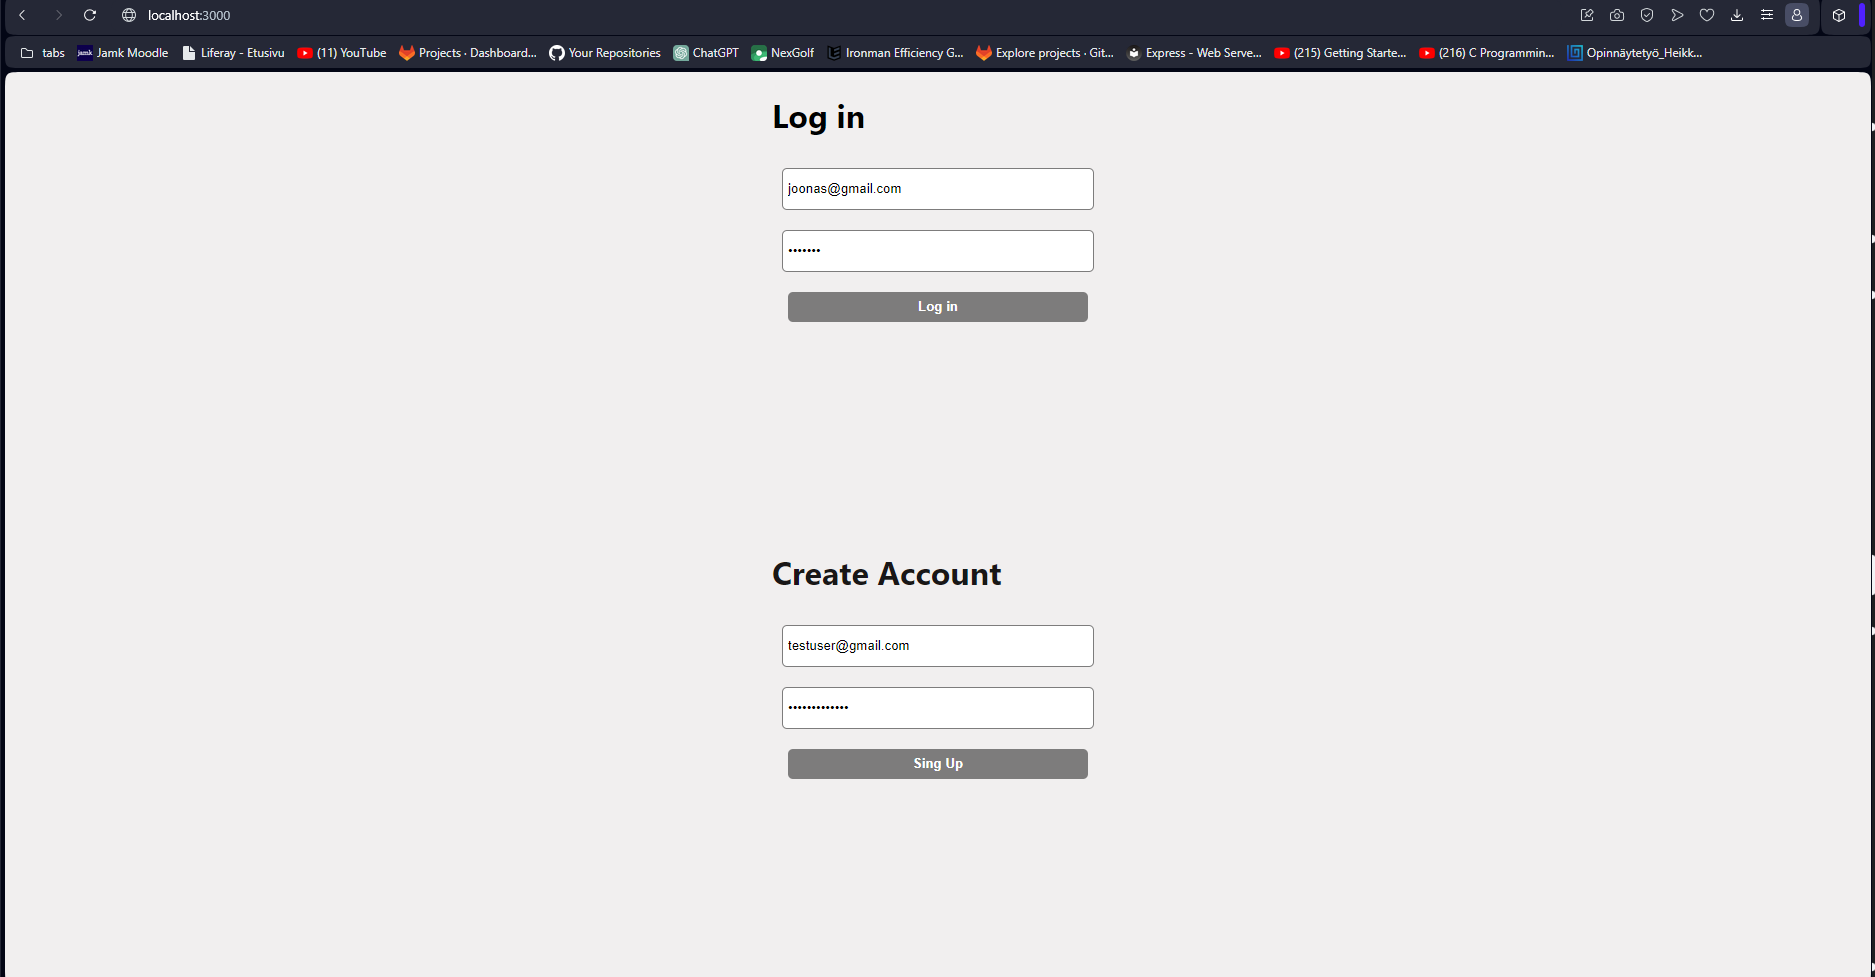 localhost:3000
tabs jamk Jamk Moodle Liferay - Etusivu (11) YouTube Projects · Dashboard... Your Repositories ChatGPT NexGolf Ironman Efficiency G... Explore projects · Git... Express - Web Serve... (215) Getting Starte... (216) C Programmin... Opinnäytetyö_Heikk...
Log in
joonas@gmail.com
•••••••
Log in
Create Account
testuser@gmail.com
•••••••••••••
Sing Up